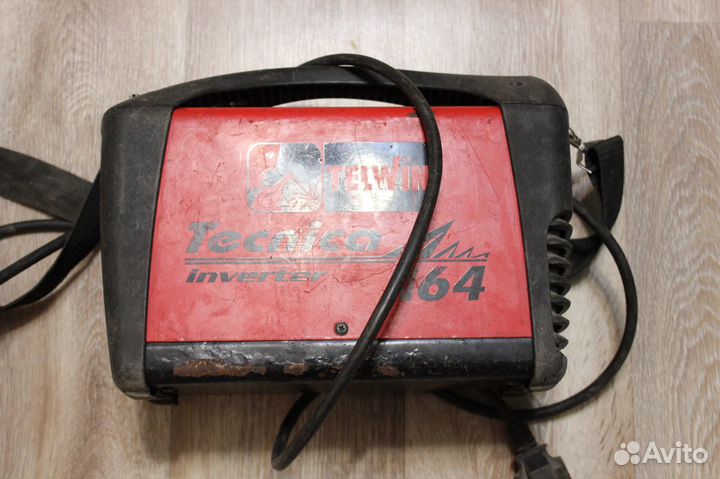 TELWIN
Tecnica
inverter
164
Avito